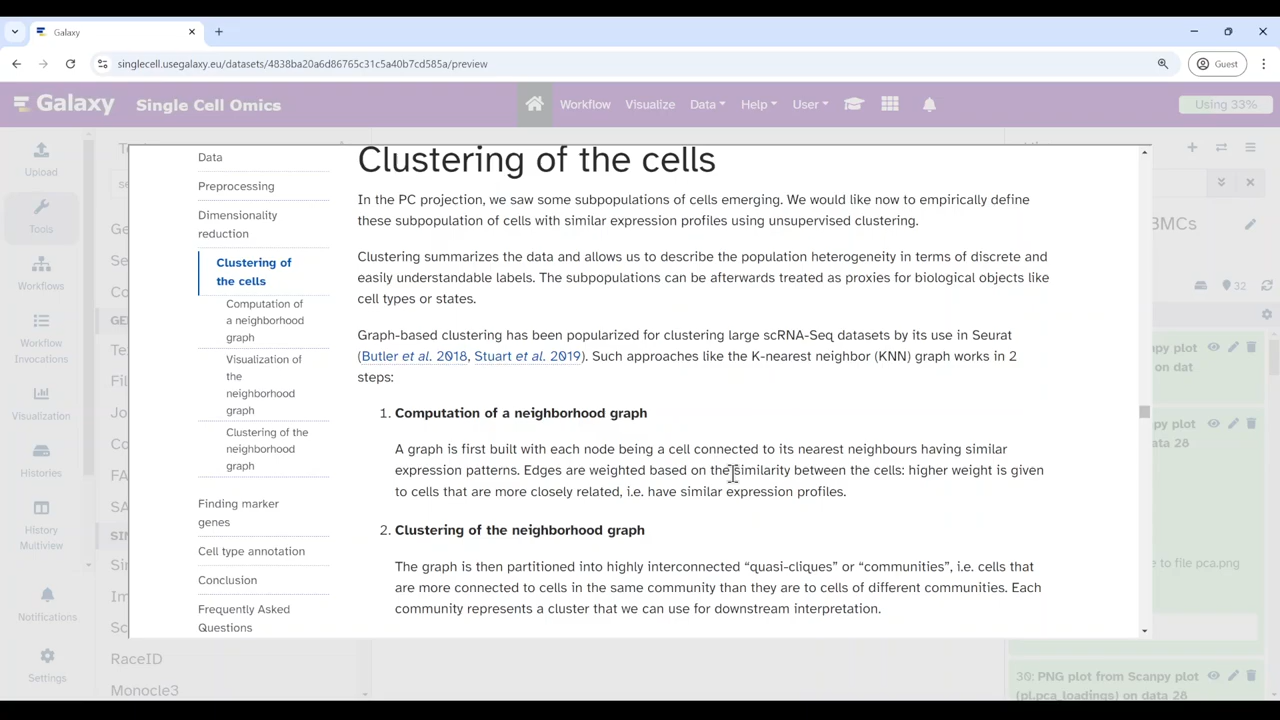 Galaxy
singlecell.usegalaxy.eu/datasets/4838ba20a6d86765c31c5a40b7cd585a/preview
Guest
Galaxy
Single Cell Omics
Workflow
Visualize
Data
Help
User
Using 33%
Upload
Tools
Workflows
Workflow
Invocations
Visualization
Histories
History
Multiview
Notifications
Settings
Data
Preprocessing
Dimensionality
reduction
Clustering of
the cells
Computation of
a neighborhood
graph
Visualization of
the
neighborhood
graph
Clustering of the
neighborhood
graph
Finding marker
genes
Cell type annotation
Conclusion
Frequently Asked
Questions
RaceID
Monocle3
Clustering of the cells
In the PC projection, we saw some subpopulations of cells emerging. We would like now to empirically define
these subpopulation of cells with similar expression profiles using unsupervised clustering.
Clustering summarizes the data and allows us to describe the population heterogeneity in terms of discrete and
easily understandable labels. The subpopulations can be afterwards treated as proxies for biological objects like
cell types or states.
Graph-based clustering has been popularized for clustering large scRNA-Seq datasets by its use in Seurat
(Butler et al. 2018, Stuart et al. 2019). Such approaches like the K-nearest neighbor (KNN) graph works in 2
steps:
1. Computation of a neighborhood graph
A graph is first built with each node being a cell connected to its nearest neighbours having similar
expression patterns. Edges are weighted based on the similarity between the cells: higher weight is given
to cells that are more closely related, i.e. have similar expression profiles.
2. Clustering of the neighborhood graph
The graph is then partitioned into highly interconnected “quasi-cliques” or “communities”, i.e. cells that
are more connected to cells in the same community than they are to cells of different communities. Each
community represents a cluster that we can use for downstream interpretation.
BMCs
32
npy plot
on dat
npy plot
data 28
e to file pca.png
30: PNG plot from Scanpy plot
(pl.pca_loadings) on data 28